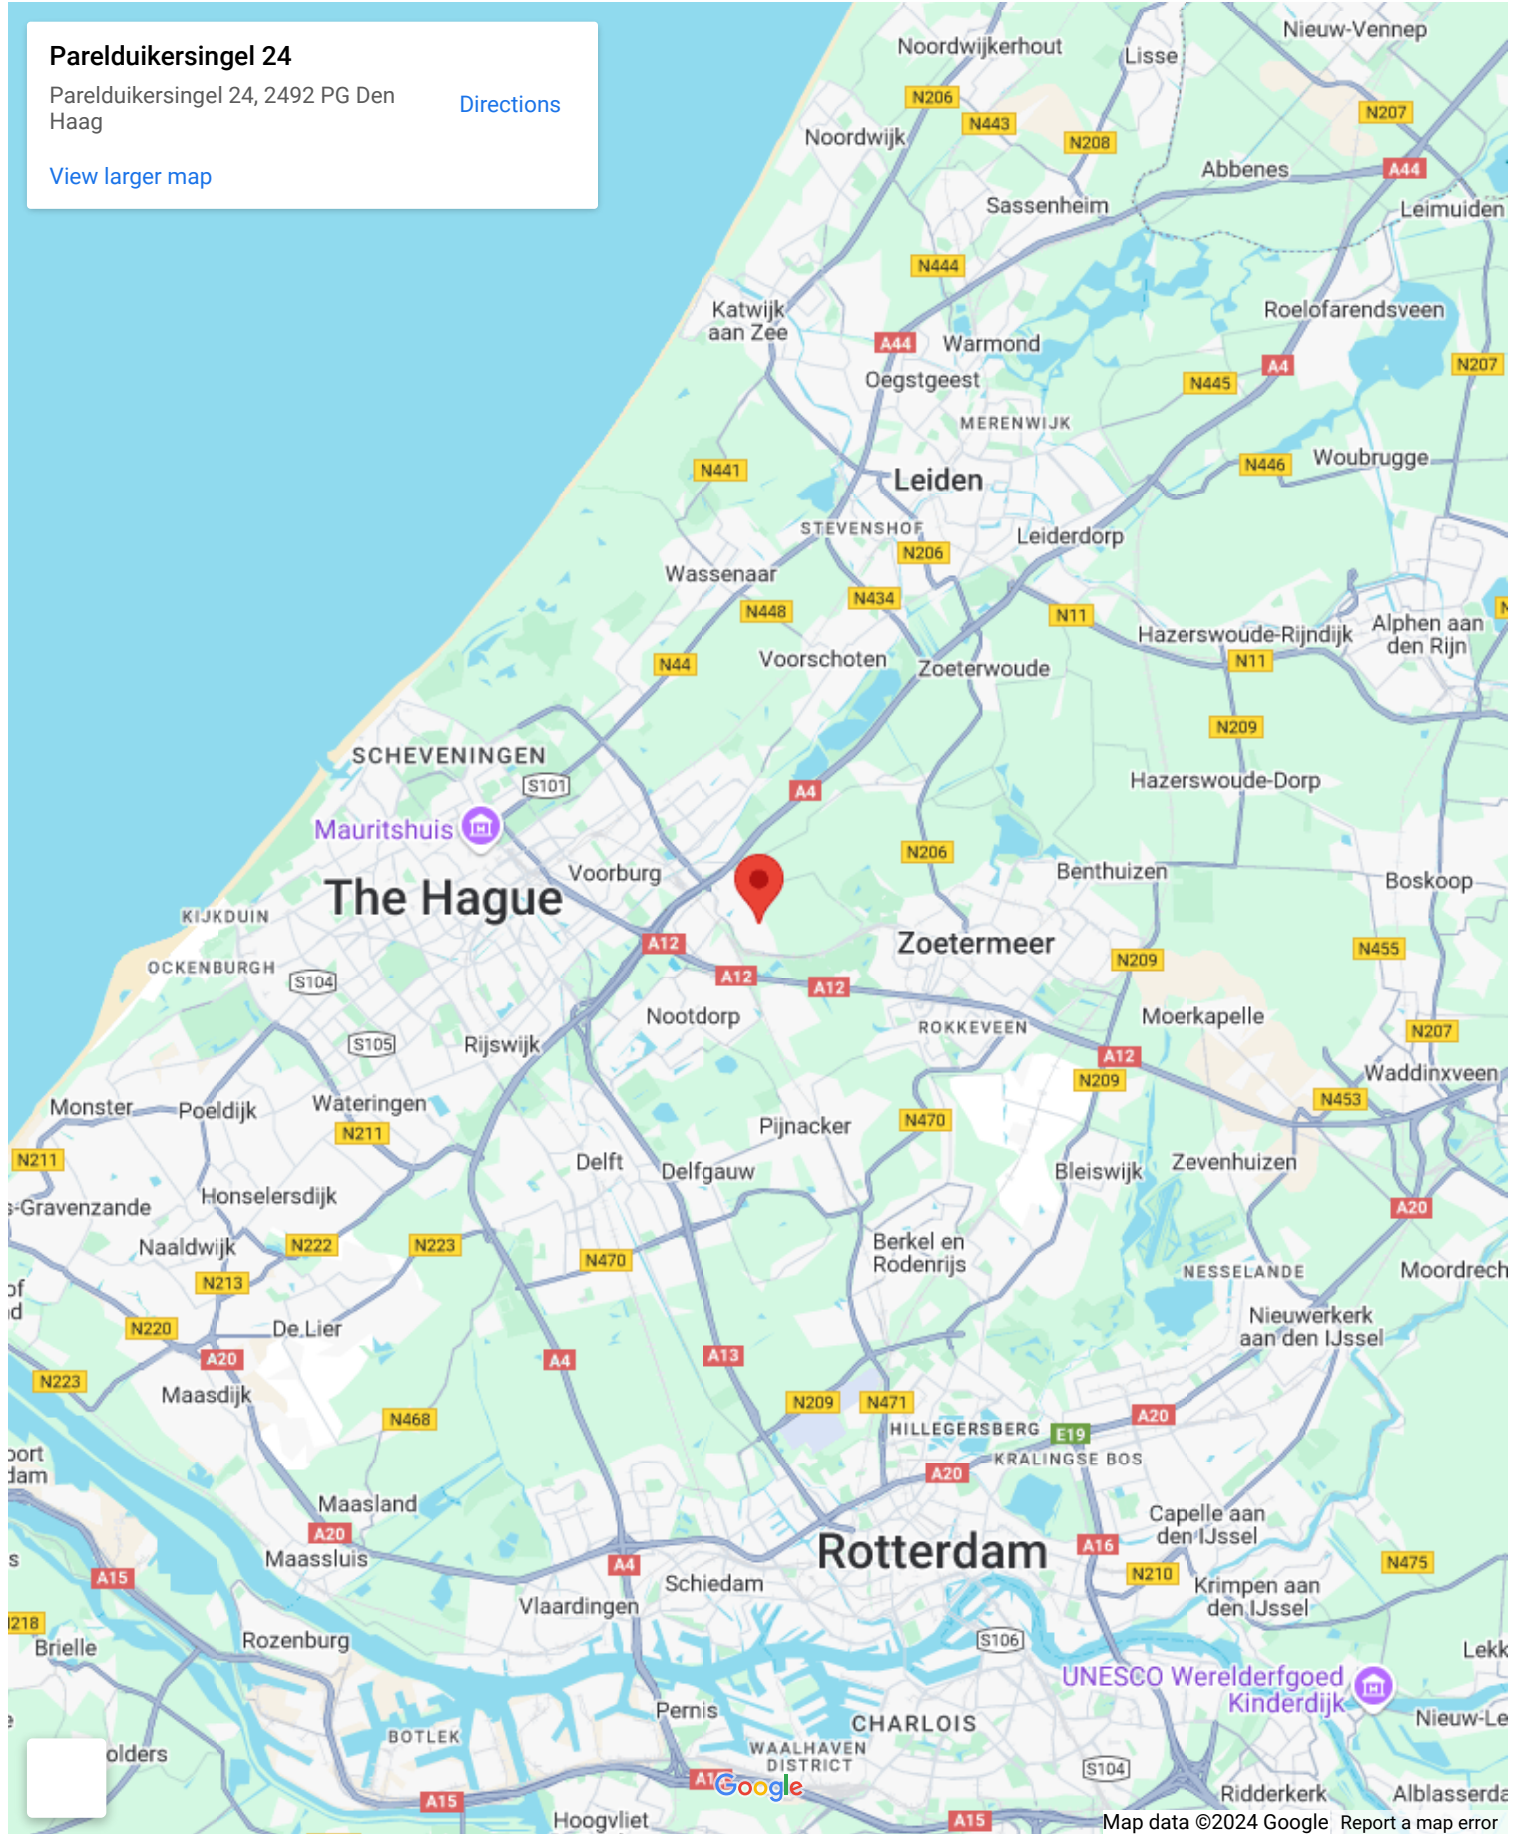 Parelduikersingel 24
Parelduikersingel 24, 2492 PG Den
Haag
Directions
View larger map
Nieuw-Vennep
Noordwijkerhout
Lisse
N206
N207
N443
Noordwijk
N208
Abbenes
A44
Sassenheim
Leimuiden
N444
Katwijk
aan Zee
Roelofarendsveen
A44
Warmond
A4
N207
Oegstgeest
N445
MERENWIJK
Woubrugge
N441
N446
Leiden
STEVENSHOF
Leiderdorp
N206
Wassenaar
N434
N448
N11
Alphen aan
den Rijn
Hazerswoude-Rijndijk
Voorschoten
N44
Zoeterwoude
N11
N209
SCHEVENINGEN
S101
A4
Hazerswoude-Dorp
Mauritshuis
N206
Voorburg
Benthuizen
Boskoop
The Hague
KIJKDUIN
A12
Zoetermeer
N455
N209
OCKENBURGH
S104
A12
A12
Nootdorp
ROKKEVEEN
Moerkapelle
N207
S105
Rijswijk
A12
Waddinxveen
N209
N453
Monster
Poeldijk
Wateringen
N211
Pijnacker
N470
N211
Delft
Delfgauw
Bleiswijk
Zevenhuizen
Honselersdijk
s-Gravenzande
A20
Naaldwijk
N222
N223
Berkel en
Rodenrijs
N470
NESSELANDE
Moordrech
N213
of
d
Nieuwerkerk
aan den IJssel
N220
De Lier
A20
A4
A13
N223
Maasdijk
N209
N471
N468
A20
HILLEGERSBERG
E19
oort
dam
KRALINGSE BOS
A20
Maasland
Capelle aan
den IJssel
A20
Rotterdam
A16
Maassluis
s
A15
A4
N475
N210
Schiedam
Krimpen aan
den IJssel
Vlaardingen
218
Brielle
Rozenburg
S106
Lekk
UNESCO Werelderfgoed
Kinderdijk
Pernis
Nieuw-Le
BOTLEK
CHARLOIS
olders
WAALHAVEN
DISTRICT
S104
Google
Ridderkerk
Alblasserda
A15
Hoogvliet
A15
Map data ©2024 Google
Report a map error